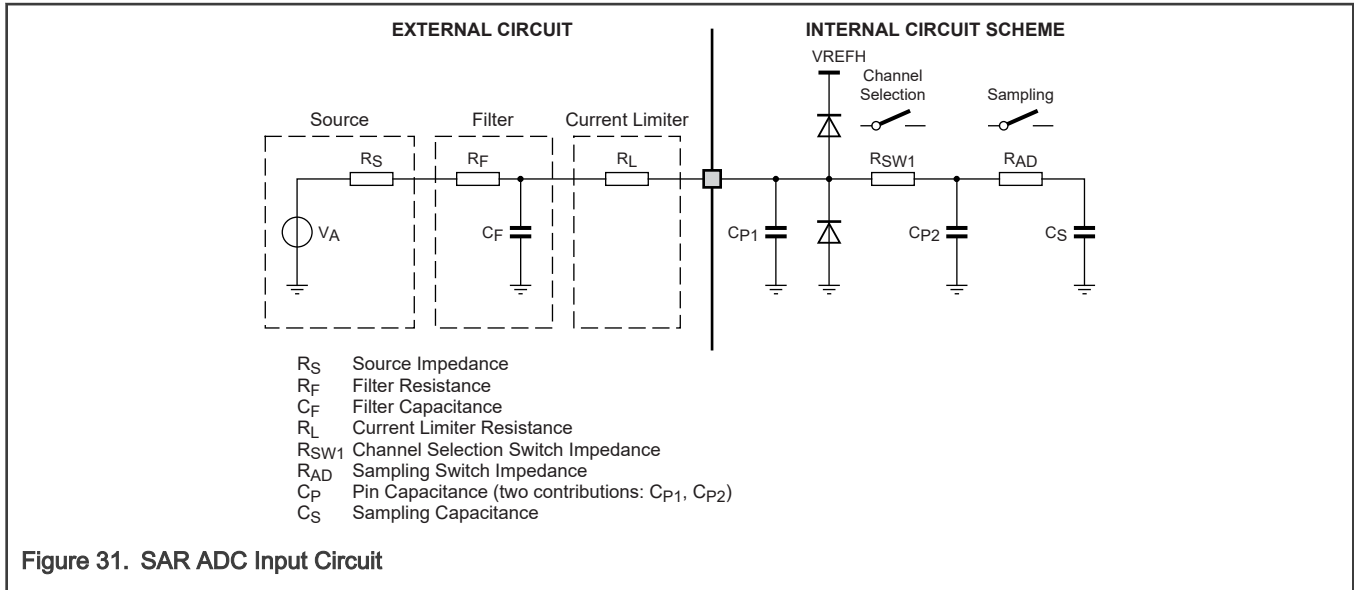 EXTERNAL CIRCUIT
INTERNAL CIRCUIT SCHEME
VREFH
Channel
Selection
Sampling
Source
Filter
Current Limiter
RS
RF
RL
RSW1
RAD
VA
CF
CP1
CP2
CS
RS Source Impedance
RF Filter Resistance
CF Filter Capacitance
RL Current Limiter Resistance
RSW1 Channel Selection Switch Impedance
RAD Sampling Switch Impedance
CP Pin Capacitance (two contributions: CP1, CP2)
CS Sampling Capacitance
Figure 31. SAR ADC Input Circuit